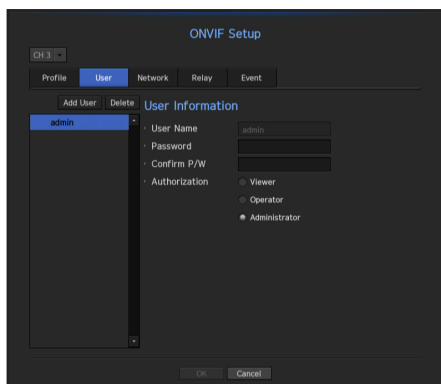 ONVIF Setup
CH 3
Profile User Network Relay Event
Add User Delete User Information
admin
User Name admin
Password
Confirm P/W
Authorization Viewer
Operator
Administrator
OK Cancel